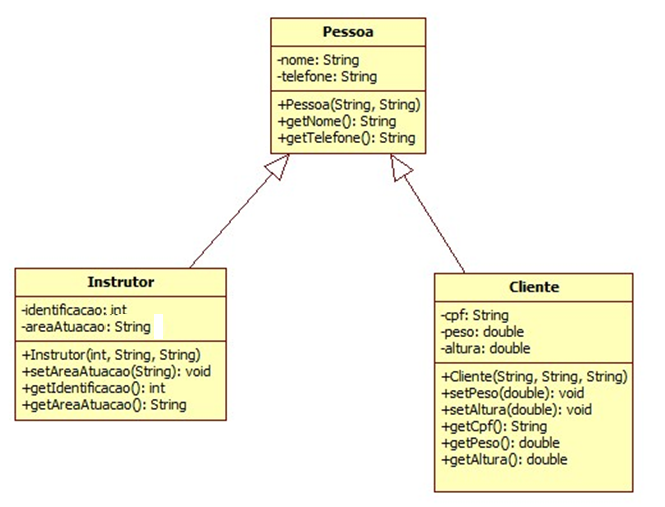 Pessoa
-nome: String
-telefone: String
+Pessoa(String, String)
+getNome(): String
+getTelefone(): String
Instrutor
-identificacao: int
-areaAtuacao: String
+Instrutor(int, String, String)
+setAreaAtuacao(String): void
+getIdentificacao(): int
+getAreaAtuacao(): String
Cliente
-cpf: String
-peso: double
-altura: double
+Cliente(String, String, String)
+setPeso(double): void
+setAltura(double): void
+getCpf(): String
+getPeso(): double
+getAltura(): double